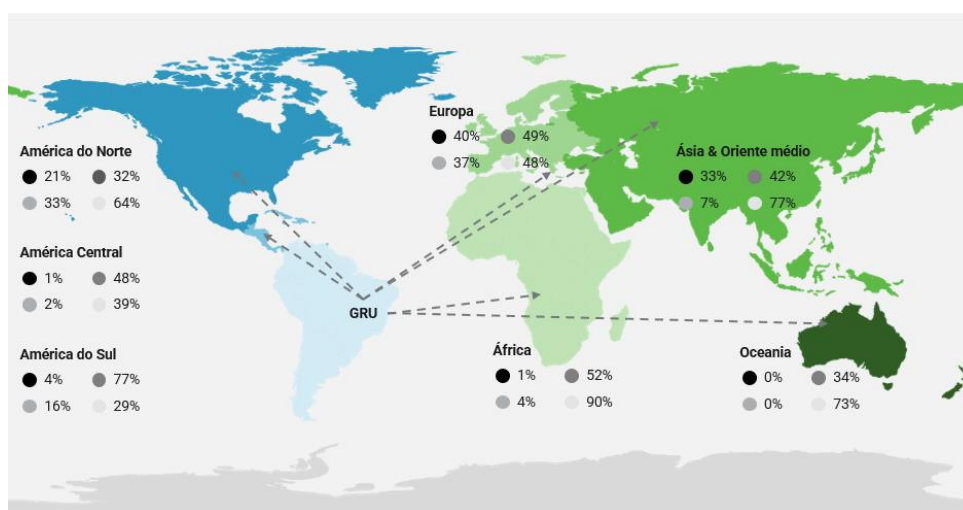 América do Norte
21% 32%
33% 64%
América Central
1% 48%
2% 39%
América do Sul
4% 77%
16% 29%
GRU
Europa
40% 49%
37% 48%
Ásia & Oriente médio
33% 42%
7% 77%
África
1% 52%
4% 90%
Oceania
0% 34%
0% 73%